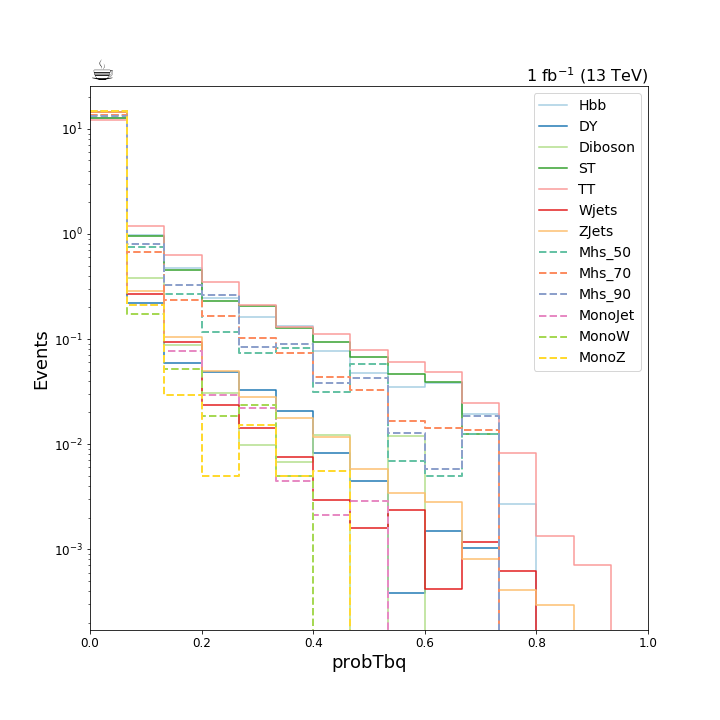 ☕ 1 fb⁻¹ (13 TeV)
Hbb
DY
Diboson
ST
TT
Wjets
ZJets
Mhs_50
Mhs_70
Mhs_90
MonoJet
MonoW
MonoZ
Events
10¹
10⁰
10⁻¹
10⁻²
10⁻³
0.0 0.2 0.4 0.6 0.8 1.0
probTbq